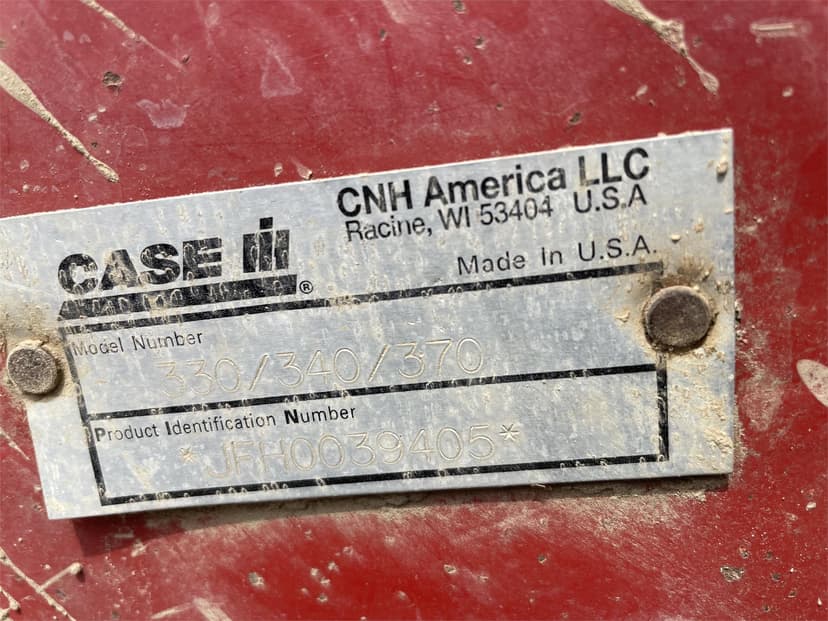 CASE IH®
CNH America LLC
Racine, WI 53404 U.S.A
Made In U.S.A.
Model Number
330/340/370
Product Identification Number
*JFH0039405*